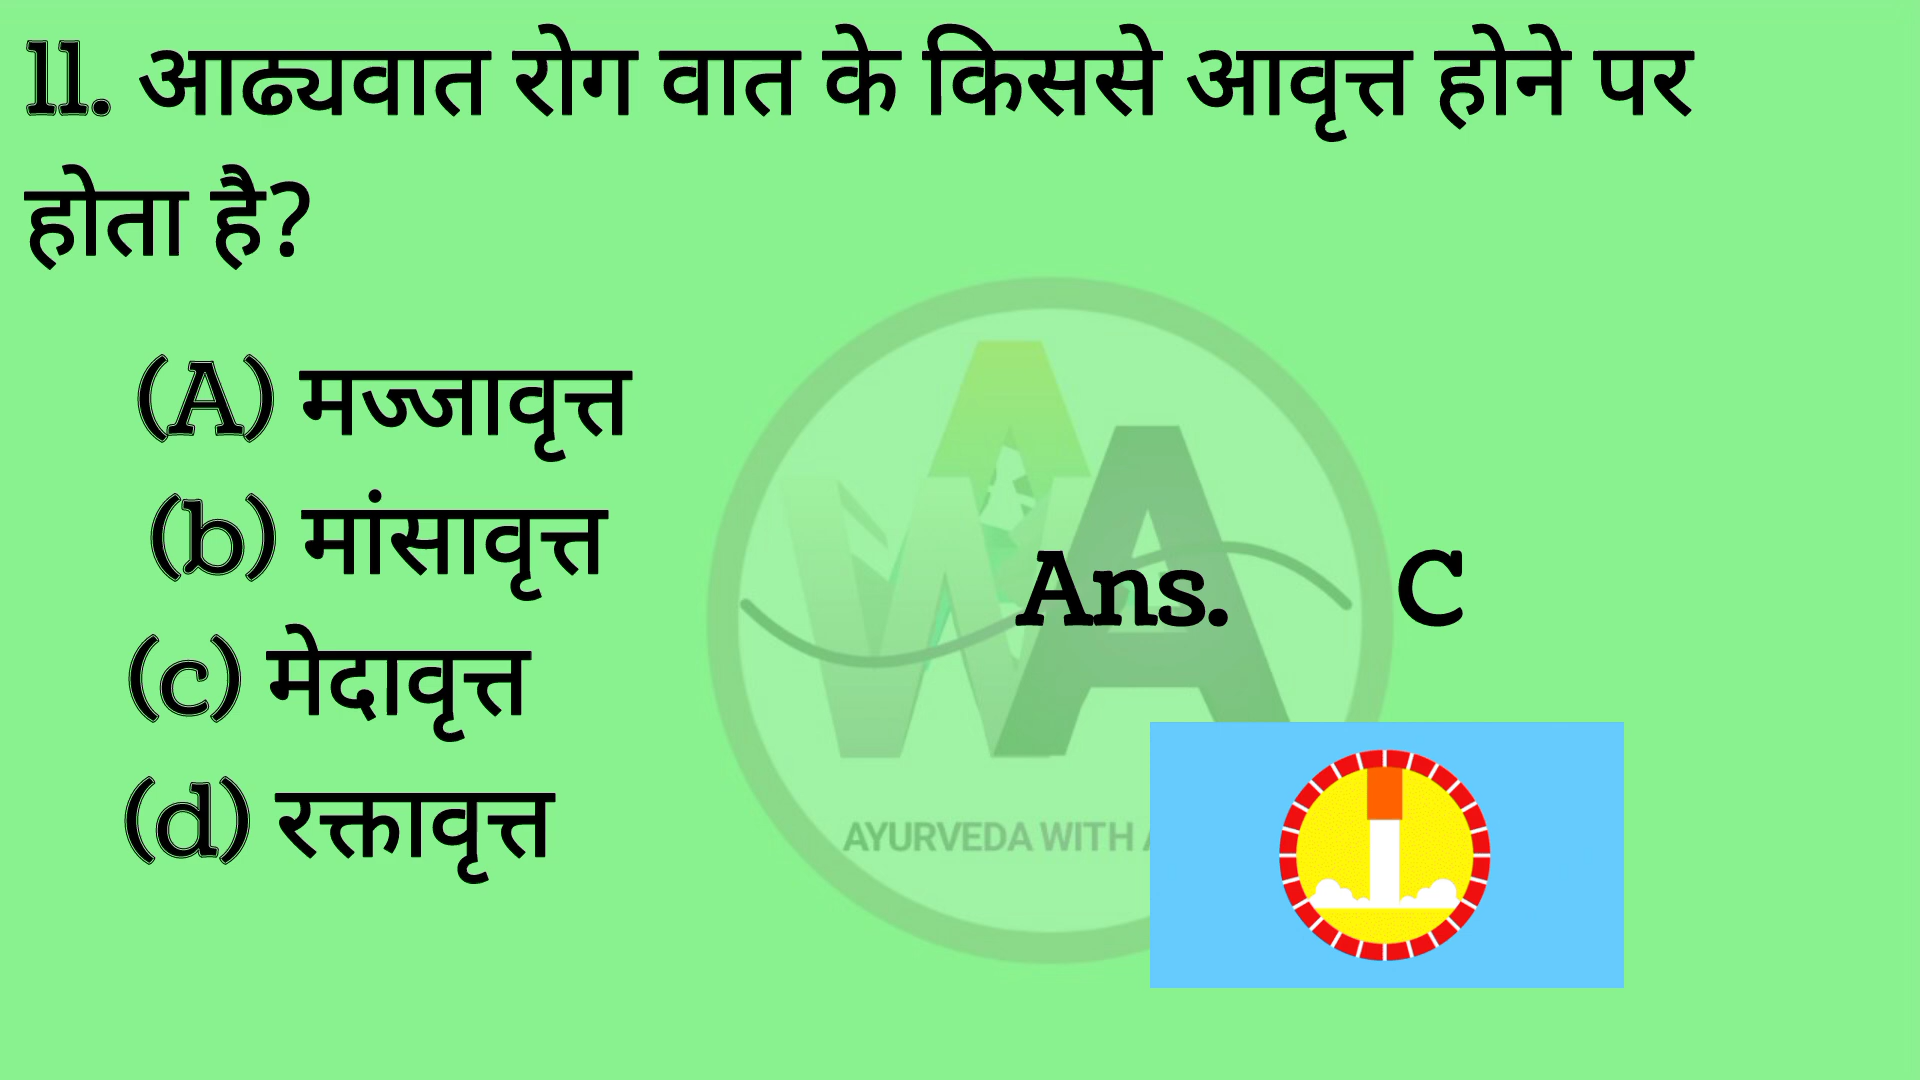 11. आढ्यवात रोग वात के किससे आवृत्त होने पर
होता है?
(A) मज्जावृत्त
(b) मांसावृत्त
(c) मेदावृत्त
(d) रक्तावृत्त
Ans. C
AYURVEDA WITH